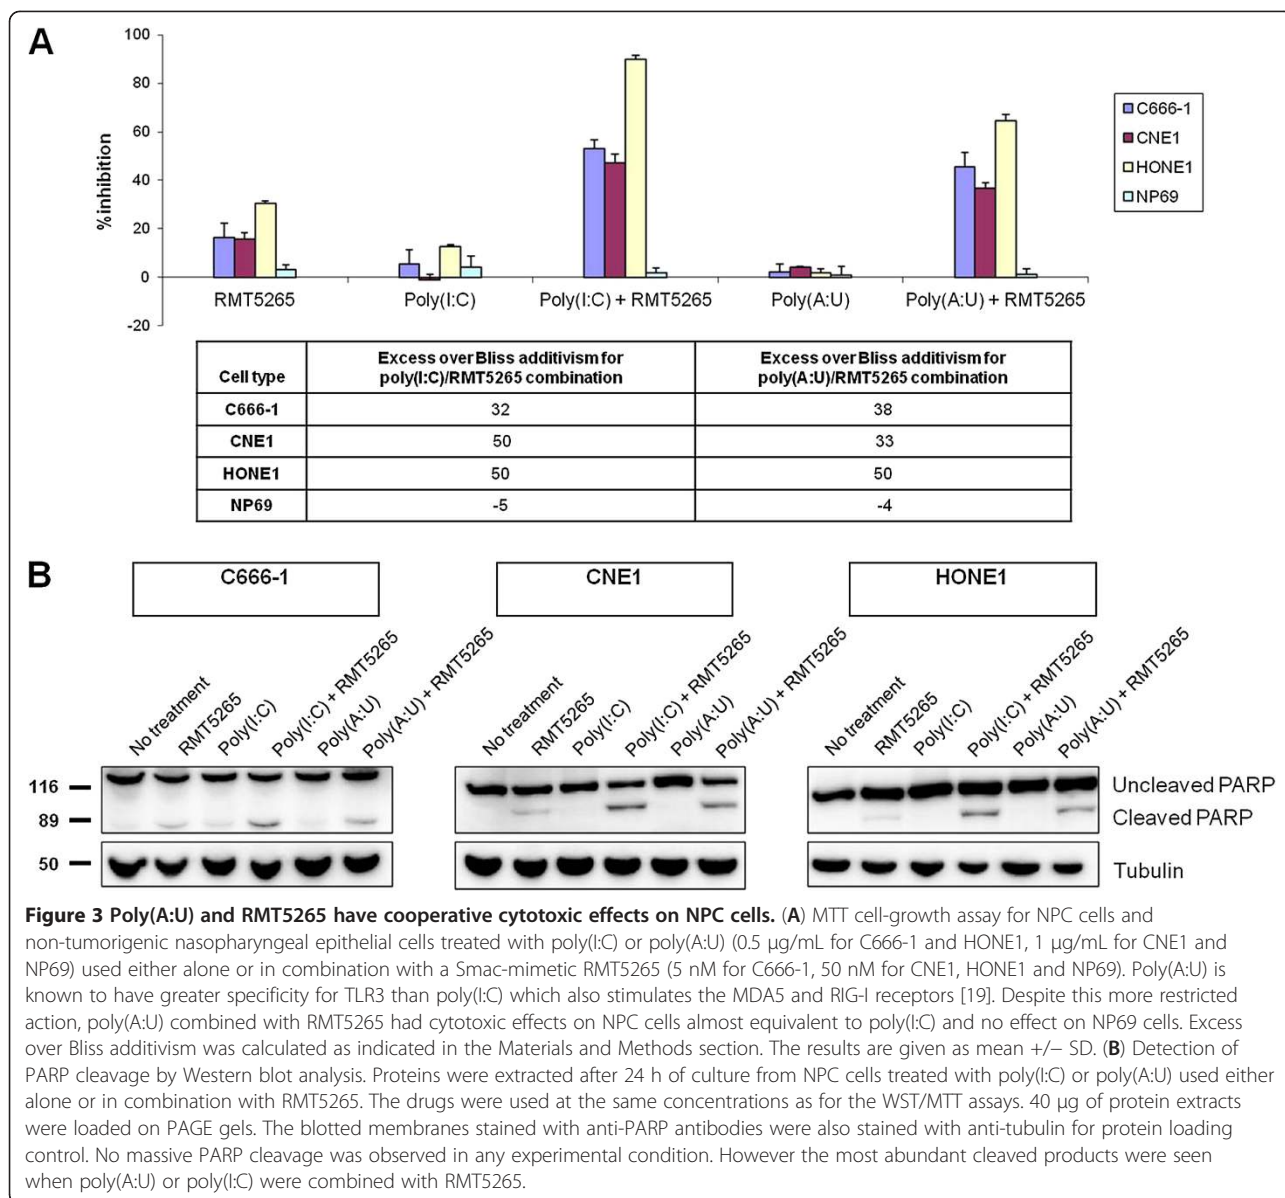 A
100
80
60
40
20
0
-20
%inhibition
RMT5265
Poly(I:C)
Poly(I:C) + RMT5265
Poly(A:U)
Poly(A:U) + RMT5265
C666-1
CNE1
HONE1
NP69
Cell type
Excess over Bliss additivism for
poly(I:C)/RMT5265 combination
Excess over Bliss additivism for
poly(A:U)/RMT5265 combination
C666-1 32 38
CNE1 50 33
HONE1 50 50
NP69 -5 -4
B
C666-1
CNE1
HONE1
No treatment
RMT5265
Poly(I:C)
Poly(I:C) + RMT5265
Poly(A:U)
Poly(A:U) + RMT5265
No treatment
RMT5265
Poly(I:C)
Poly(I:C) + RMT5265
Poly(A:U)
Poly(A:U) + RMT5265
No treatment
RMT5265
Poly(I:C)
Poly(I:C) + RMT5265
Poly(A:U)
Poly(A:U) + RMT5265
116
89
50
Uncleaved PARP
Cleaved PARP
Tubulin
Figure 3 Poly(A:U) and RMT5265 have cooperative cytotoxic effects on NPC cells. (A) MTT cell-growth assay for NPC cells and
non-tumorigenic nasopharyngeal epithelial cells treated with poly(I:C) or poly(A:U) (0.5 μg/mL for C666-1 and HONE1, 1 μg/mL for CNE1 and
NP69) used either alone or in combination with a Smac-mimetic RMT5265 (5 nM for C666-1, 50 nM for CNE1, HONE1 and NP69). Poly(A:U) is
known to have greater specificity for TLR3 than poly(I:C) which also stimulates the MDA5 and RIG-I receptors [19]. Despite this more restricted
action, poly(A:U) combined with RMT5265 had cytotoxic effects on NPC cells almost equivalent to poly(I:C) and no effect on NP69 cells. Excess
over Bliss additivism was calculated as indicated in the Materials and Methods section. The results are given as mean +/− SD. (B) Detection of
PARP cleavage by Western blot analysis. Proteins were extracted after 24 h of culture from NPC cells treated with poly(I:C) or poly(A:U) used either
alone or in combination with RMT5265. The drugs were used at the same concentrations as for the WST/MTT assays. 40 μg of protein extracts
were loaded on PAGE gels. The blotted membranes stained with anti-PARP antibodies were also stained with anti-tubulin for protein loading
control. No massive PARP cleavage was observed in any experimental condition. However the most abundant cleaved products were seen
when poly(A:U) or poly(I:C) were combined with RMT5265.